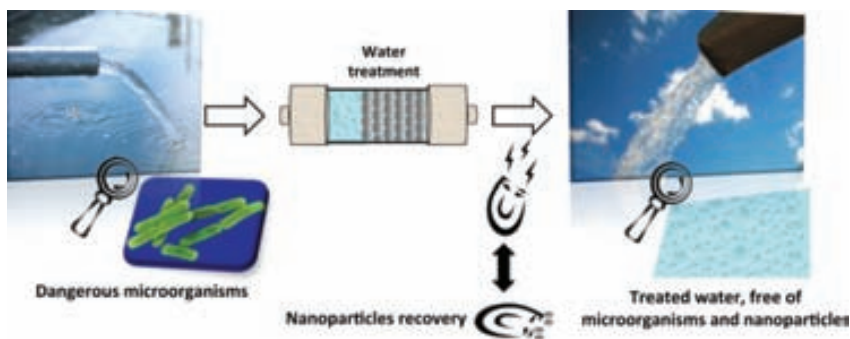 Water
treatment
Dangerous microorganisms
Nanoparticles recovery
Treated water, free of
microorganisms and nanoparticles